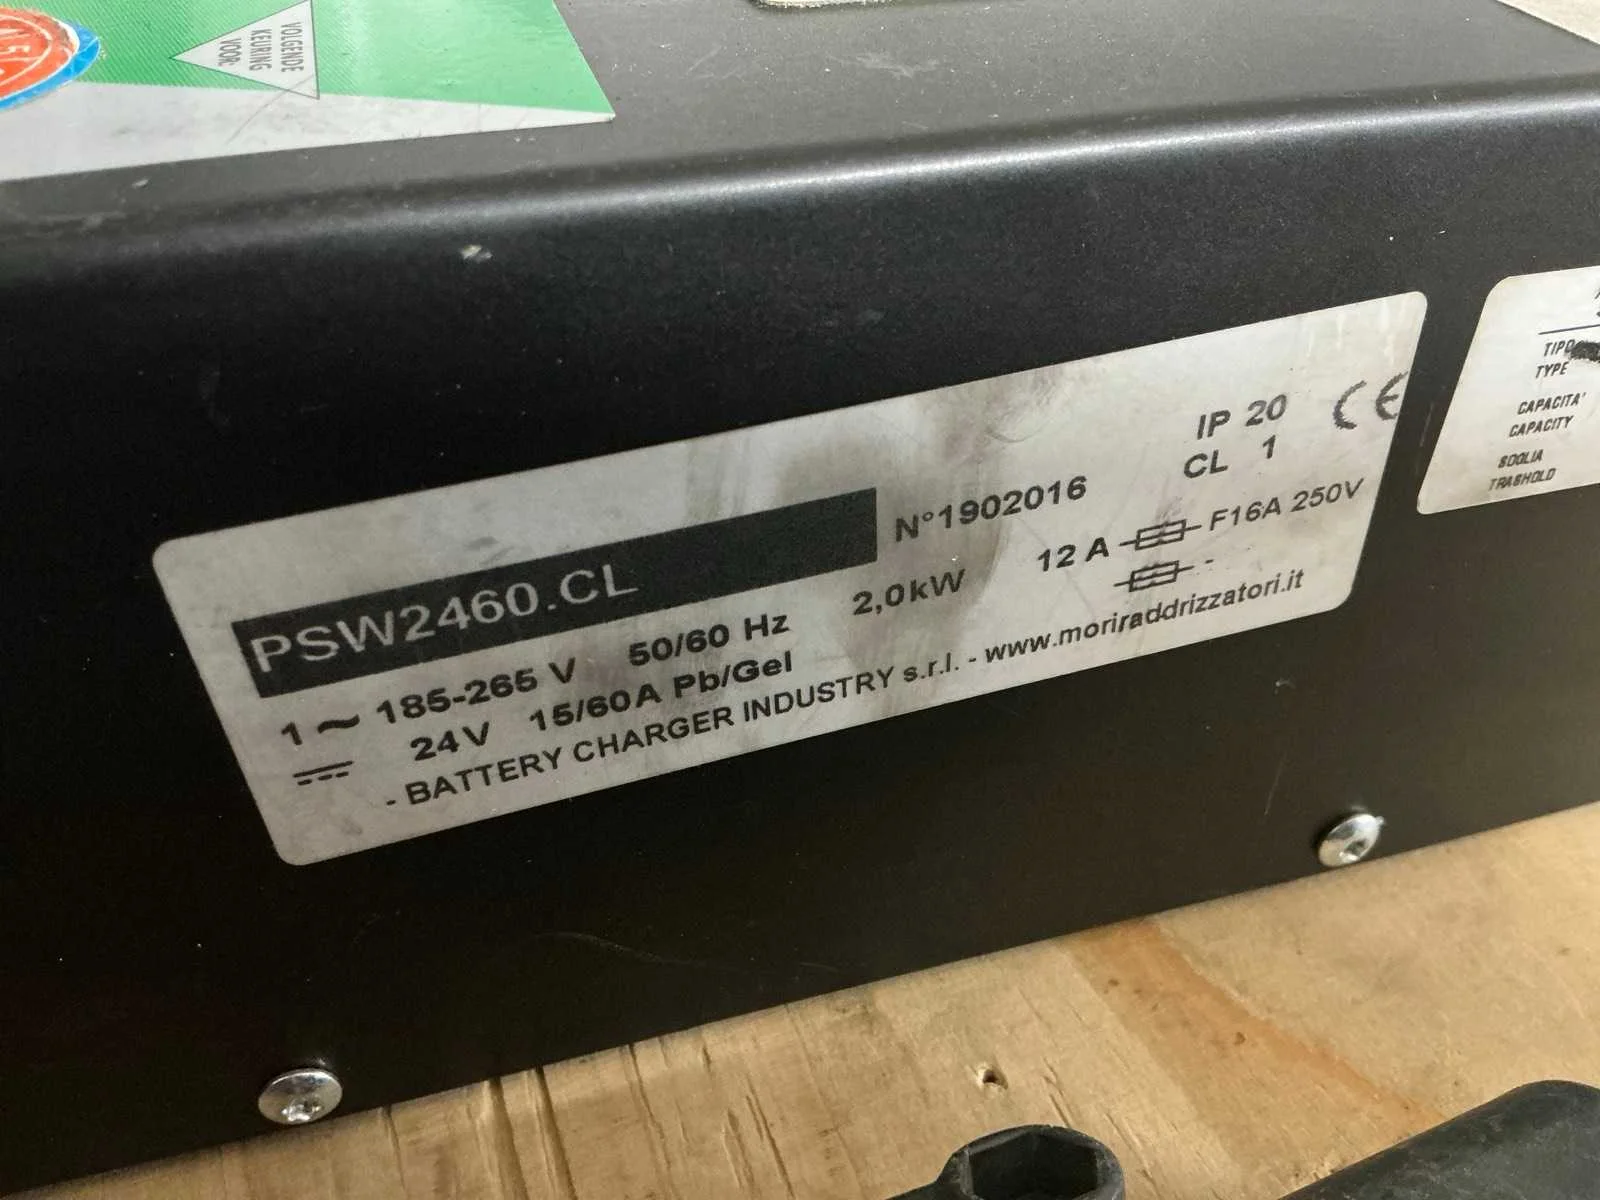 VOLGENDE
KEURING
VOOR:
PSW2460.CL
N°1902016
IP 20
CL 1
CE
1 ~ 185-265 V 50/60 Hz 2,0kW 12 A F16A 250V
24V 15/60A Pb/Gel -
- BATTERY CHARGER INDUSTRY s.r.l. - www.moriraddrizzatori.it
TIPO
TYPE
CAPACITA'
CAPACITY
SOGLIA
TRASHOLD